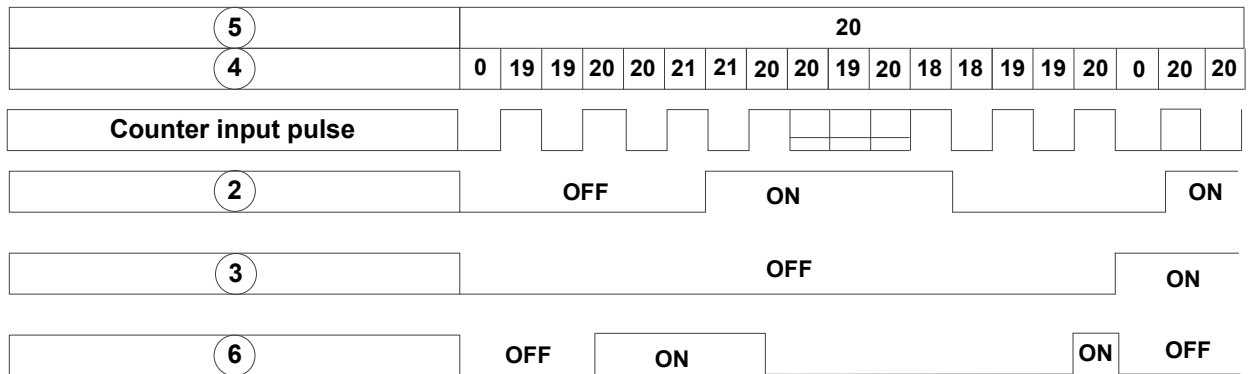 5 20
4 0 19 19 20 20 21 21 20 20 19 20 18 18 19 19 20 0 20 20
Counter input pulse
2 OFF ON ON
3 OFF ON
6 OFF ON ON OFF